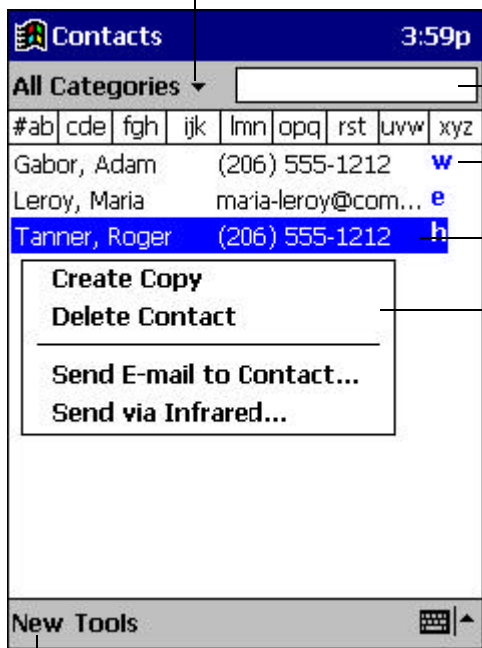 Contacts 3:59p
All Categories
#ab cde fgh ijk lmn opq rst uvw xyz
Gabor, Adam (206) 555-1212 w
Leroy, Maria maria-leroy@com... e
Tanner, Roger (206) 555-1212 h
Create Copy
Delete Contact
Send E-mail to Contact...
Send via Infrared...
New Tools